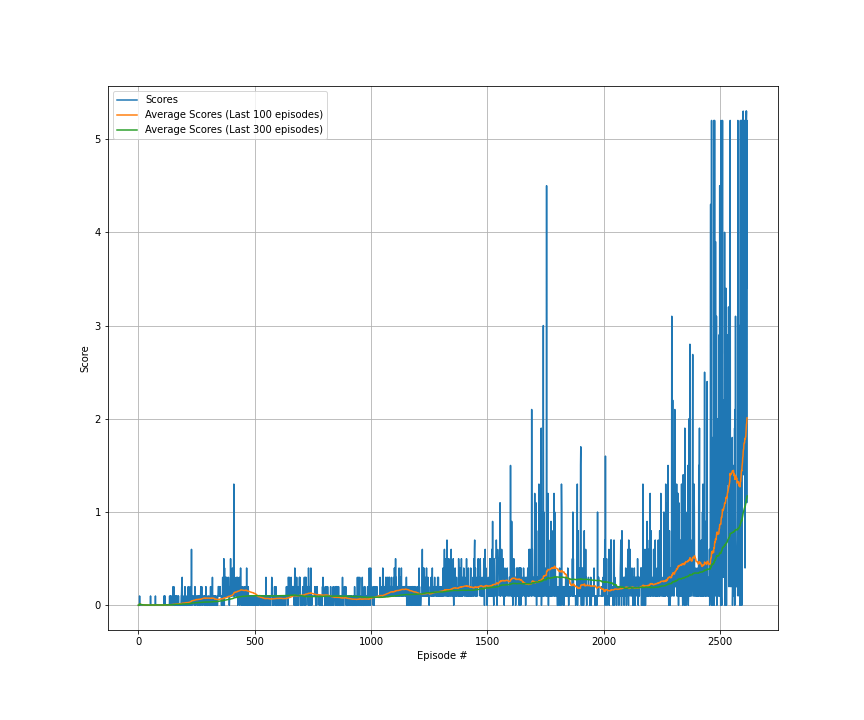 Scores
Average Scores (Last 100 episodes)
Average Scores (Last 300 episodes)
5
4
3
2
1
0
Score
0 500 1000 1500 2000 2500
Episode #